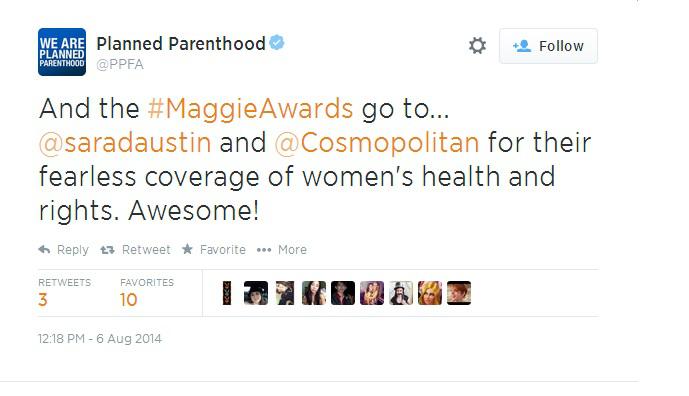 WE ARE
PLANNED
PARENTHOOD
Planned Parenthood
@PPFA
Follow
And the #MaggieAwards go to...
@saradaustin and @Cosmopolitan for their
fearless coverage of women's health and
rights. Awesome!
Reply Retweet Favorite More
RETWEETS FAVORITES
3 10
12:18 PM - 6 Aug 2014